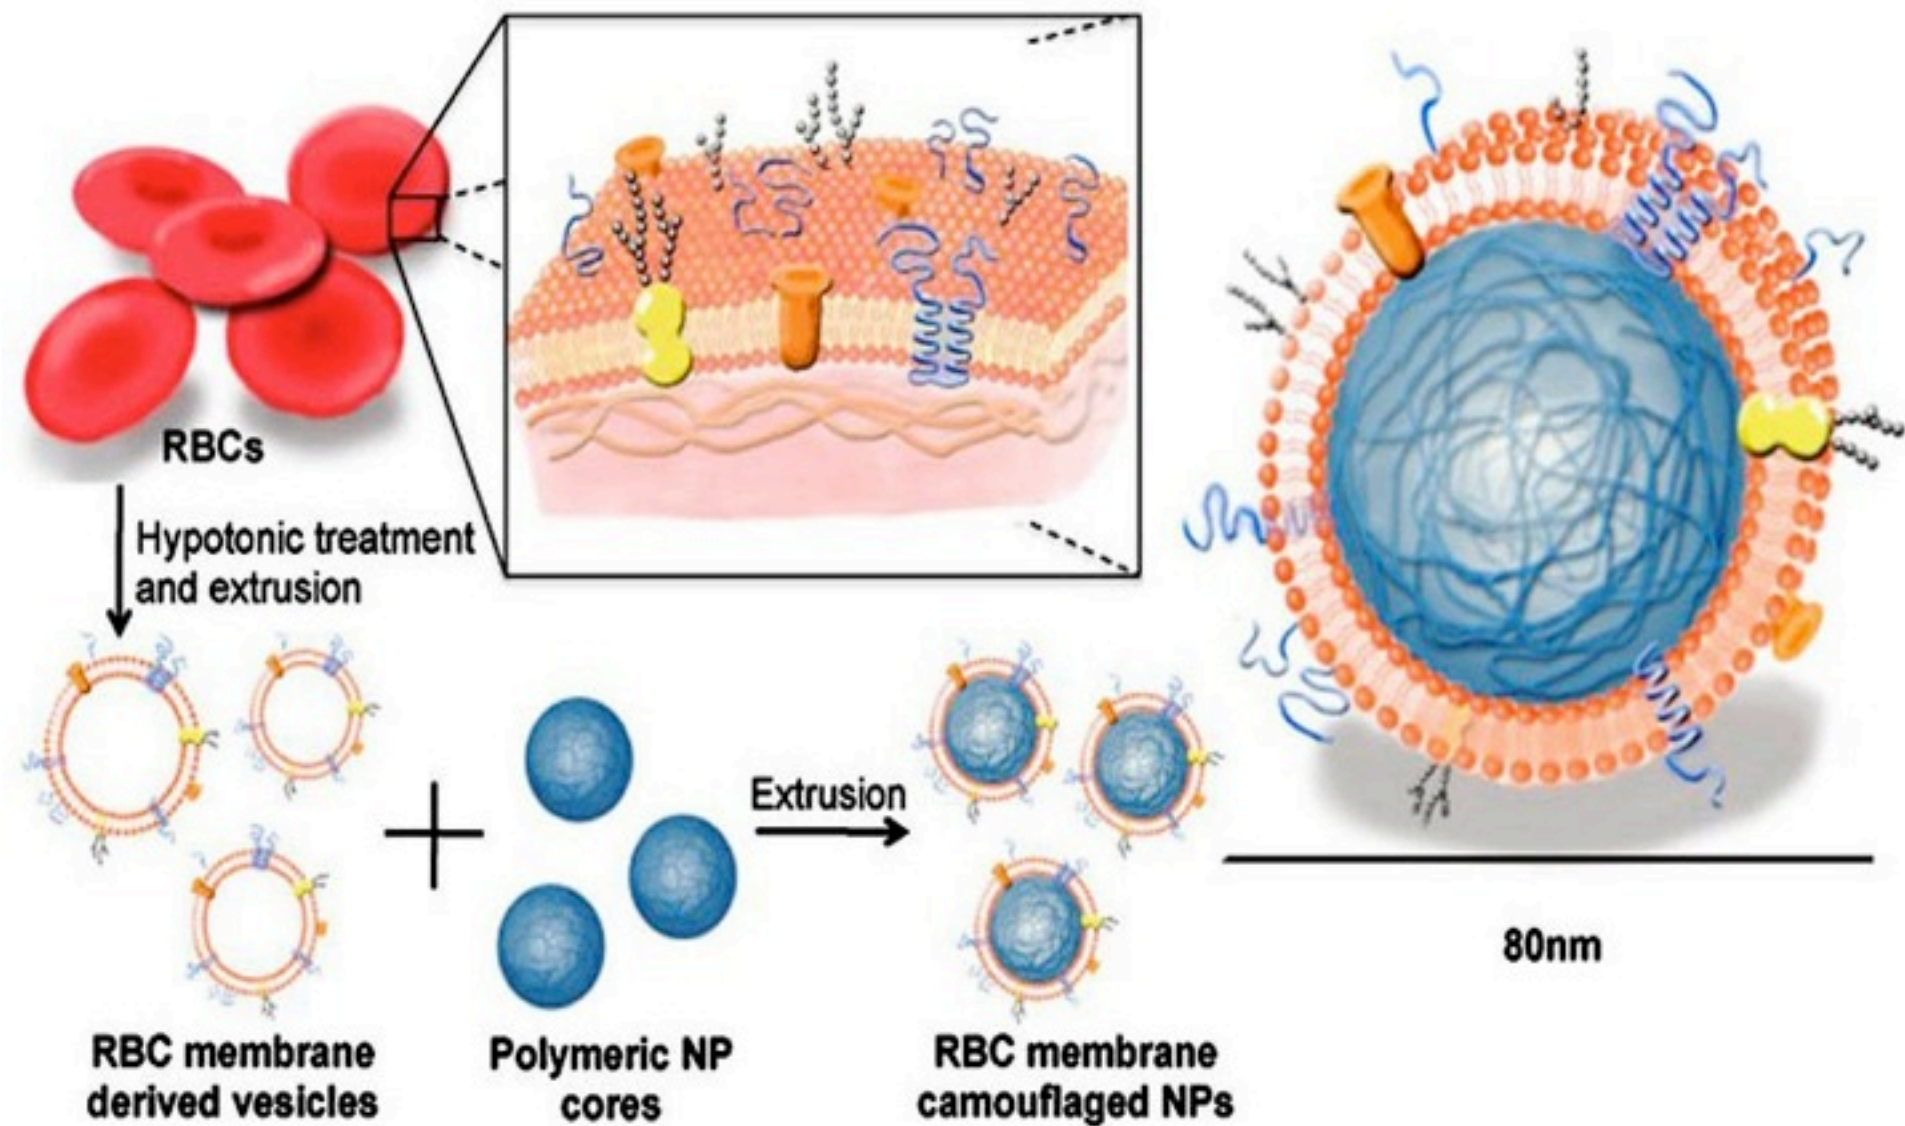 RBCs
Hypotonic treatment
and extrusion
Extrusion
80nm
RBC membrane
derived vesicles
Polymeric NP
cores
RBC membrane
camouflaged NPs